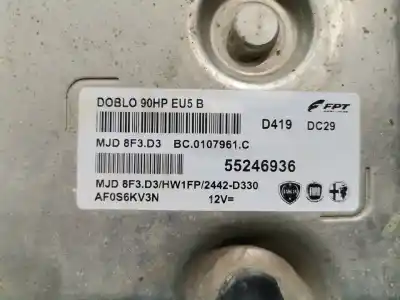 DOBLO 90HP EU5 B
FPT
D419 DC29
MJD 8F3.D3 BC.0107961.C
55246936
MJD 8F3.D3/HW1FP/2442-D330
AF0S6KV3N 12V=